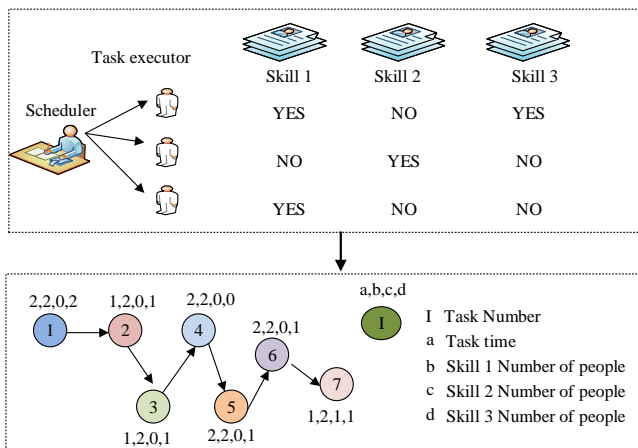 Task executor
Skill 1 Skill 2 Skill 3
Scheduler
YES NO YES
NO YES NO
YES NO NO
a,b,c,d
2,2,0,2 1,2,0,1 2,2,0,0
2,2,0,1
I I Task Number
a Task time
1 2 4
6
b Skill 1 Number of people
7
c Skill 2 Number of people
3 5
1,2,1,1
d Skill 3 Number of people
1,2,0,1 2,2,0,1